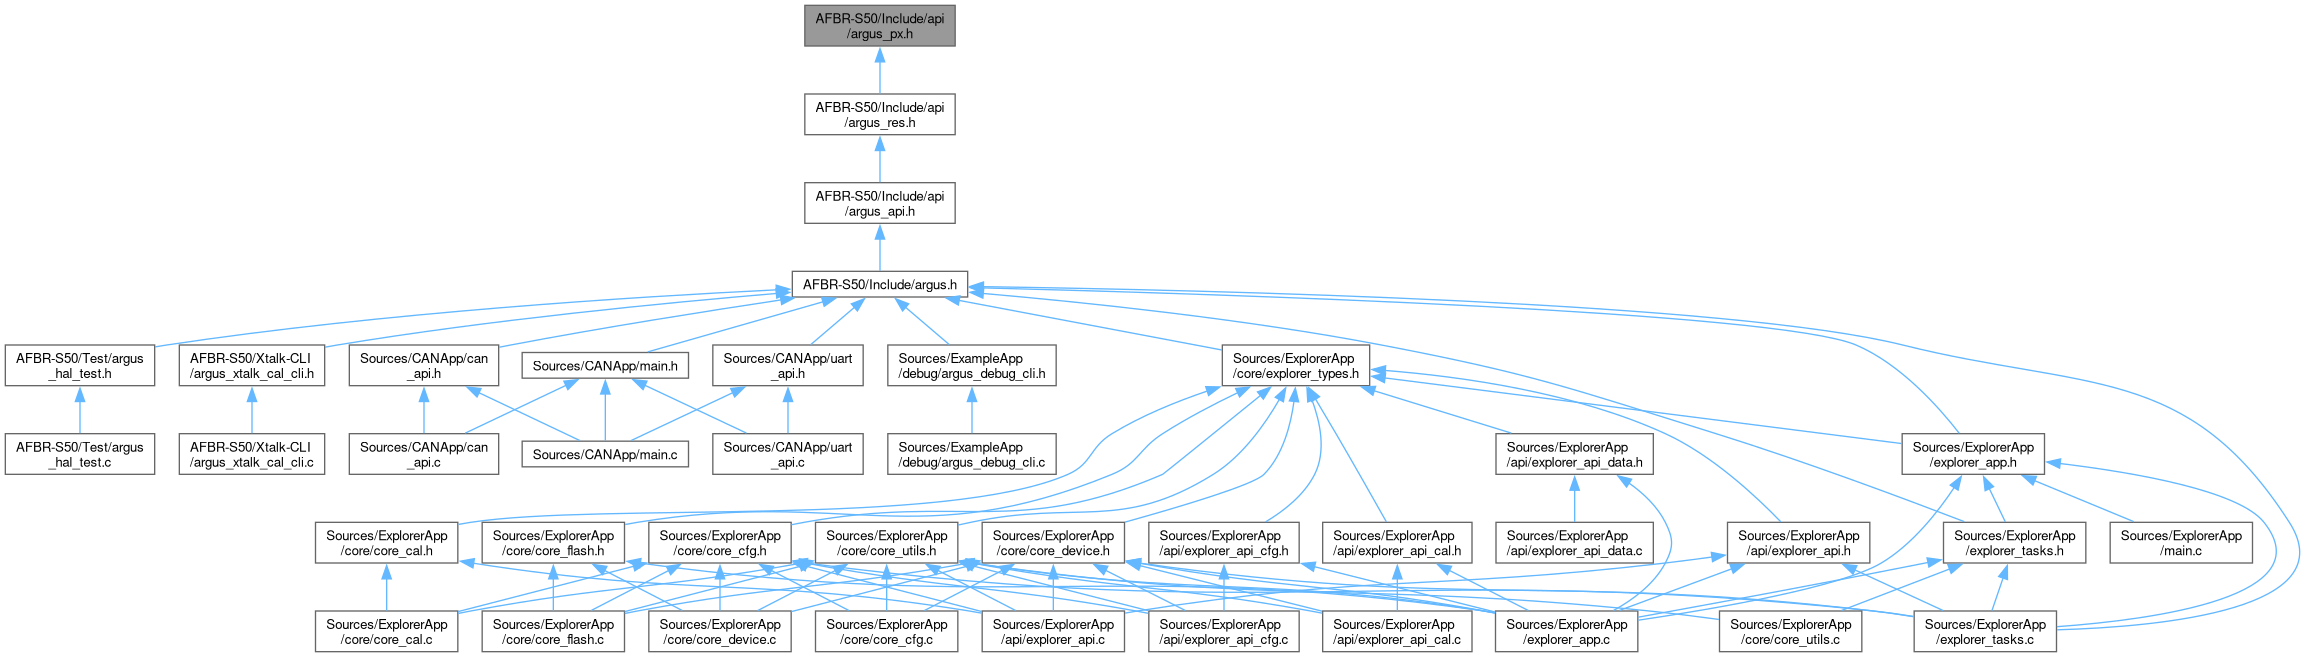 AFBR-S50/Include/api
/argus_px.h
AFBR-S50/Include/api
/argus_res.h
AFBR-S50/Include/api
/argus_api.h
AFBR-S50/Include/argus.h
AFBR-S50/Test/argus
_hal_test.h
AFBR-S50/Xtalk-CLI
/argus_xtalk_cal_cli.h
Sources/CANApp/can
_api.h
Sources/CANApp/main.h
Sources/CANApp/uart
_api.h
Sources/ExampleApp
/debug/argus_debug_cli.h
Sources/ExplorerApp
/core/explorer_types.h
AFBR-S50/Test/argus
_hal_test.c
AFBR-S50/Xtalk-CLI
/argus_xtalk_cal_cli.c
Sources/CANApp/can
_api.c
Sources/CANApp/main.c
Sources/CANApp/uart
_api.c
Sources/ExampleApp
/debug/argus_debug_cli.c
Sources/ExplorerApp
/api/explorer_api_data.h
Sources/ExplorerApp
/explorer_app.h
Sources/ExplorerApp
/core/core_cal.h
Sources/ExplorerApp
/core/core_flash.h
Sources/ExplorerApp
/core/core_cfg.h
Sources/ExplorerApp
/core/core_utils.h
Sources/ExplorerApp
/core/core_device.h
Sources/ExplorerApp
/api/explorer_api_cfg.h
Sources/ExplorerApp
/api/explorer_api_cal.h
Sources/ExplorerApp
/api/explorer_api_data.c
Sources/ExplorerApp
/api/explorer_api.h
Sources/ExplorerApp
/explorer_tasks.h
Sources/ExplorerApp
/main.c
Sources/ExplorerApp
/core/core_cal.c
Sources/ExplorerApp
/core/core_flash.c
Sources/ExplorerApp
/core/core_device.c
Sources/ExplorerApp
/core/core_cfg.c
Sources/ExplorerApp
/api/explorer_api.c
Sources/ExplorerApp
/api/explorer_api_cfg.c
Sources/ExplorerApp
/api/explorer_api_cal.c
Sources/ExplorerApp
/explorer_app.c
Sources/ExplorerApp
/core/core_utils.c
Sources/ExplorerApp
/explorer_tasks.c